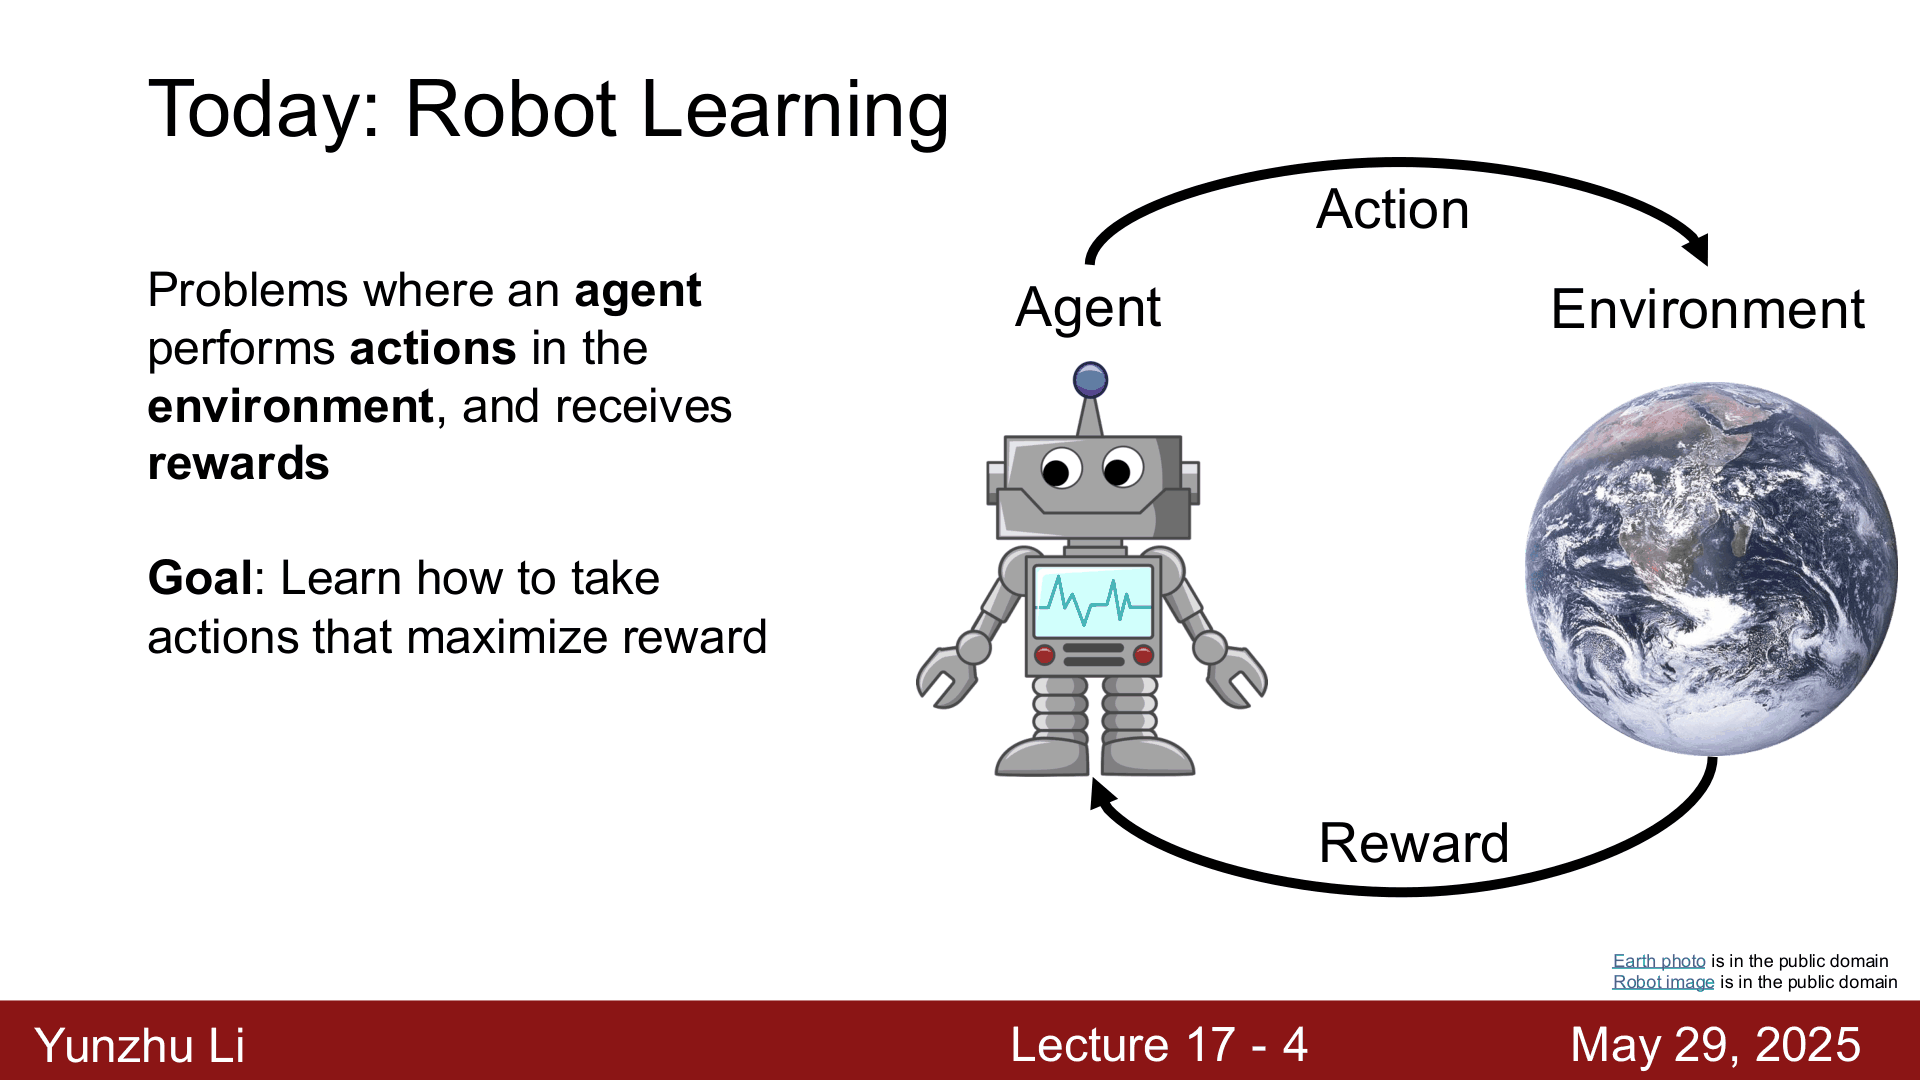 Today: Robot Learning
Problems where an agent
performs actions in the
environment, and receives
rewards
Goal: Learn how to take
actions that maximize reward
Action
Agent
Environment
Reward
Earth photo is in the public domain
Robot image is in the public domain
Yunzhu Li
Lecture 17 - 4
May 29, 2025